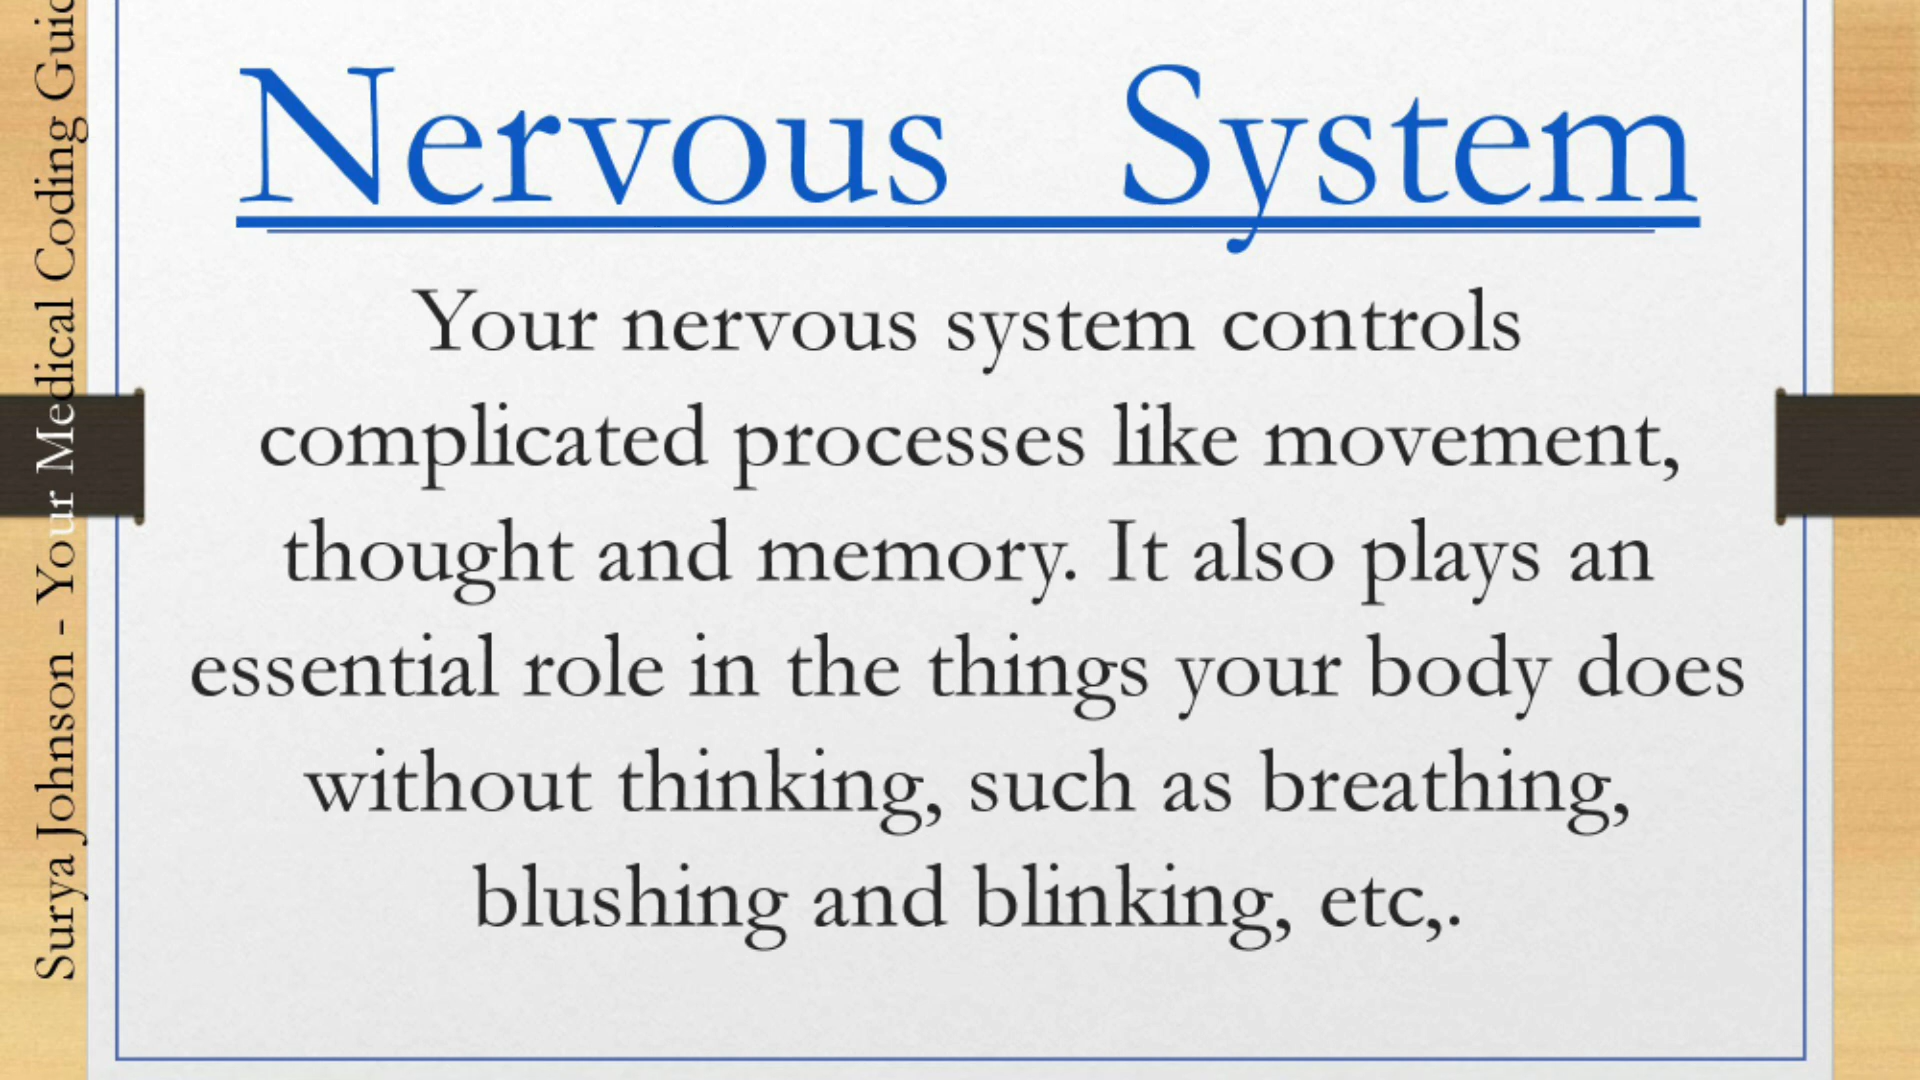 Nervous System
Your nervous system controls
complicated processes like movement,
thought and memory. It also plays an
essential role in the things your body does
without thinking, such as breathing,
blushing and blinking, etc,.
Surya Johnson - Your Medical Coding